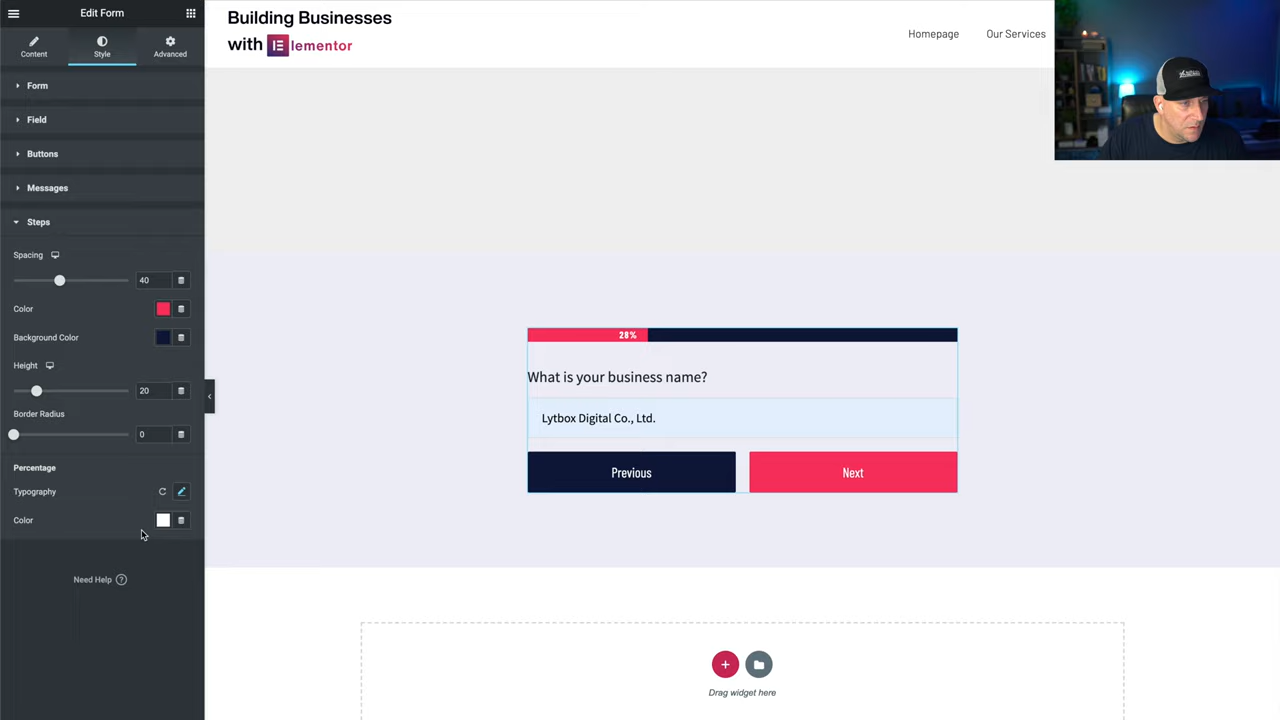 Edit Form
Content
Style
Advanced
Form
Field
Buttons
Messages
Steps
Spacing
40
Color
Background Color
Height
20
Border Radius
0
Percentage
Typography
Color
Need Help ?
Building Businesses
with Elementor
Homepage
Our Services
28%
What is your business name?
Lytbox Digital Co., Ltd.
Previous
Next
Drag widget here